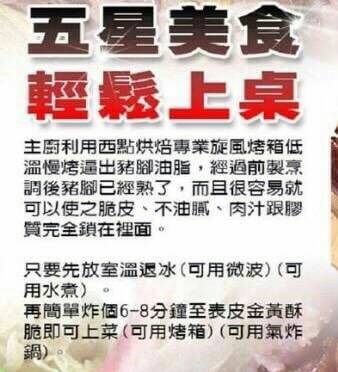 五星美食
輕鬆上桌
主廚利用西點烘焙專業旋風烤箱低
溫慢烤逼出豬腳油脂，經過前製烹
調後豬腳已經熟了，而且很容易就
可以使之脆皮、不油膩、肉汁跟膠
質完全鎖在裡面。
只要先放室溫退冰(可用微波)(可
用水煮)。
再簡單炸個6-8分鐘至表皮金黃酥
脆即可上菜(可用烤箱)(可用氣炸
鍋)。